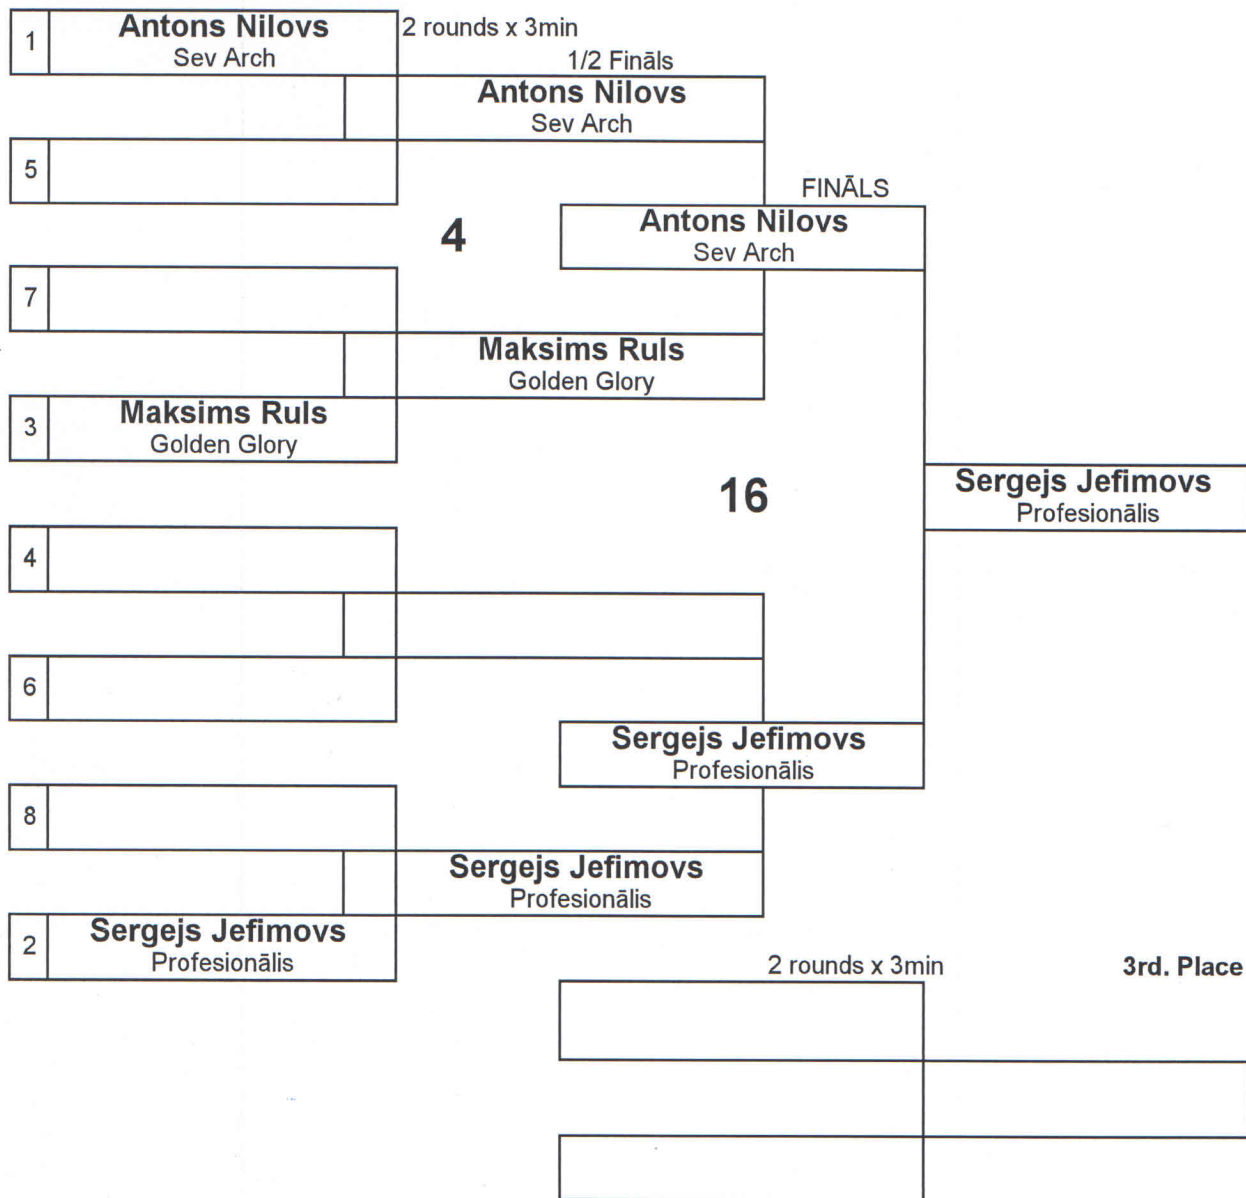 1
Antons Nilovs
Sev Arch
2 rounds x 3min
1/2 Fināls
Antons Nilovs
Sev Arch
5
FINĀLS
Antons Nilovs
Sev Arch
4
7
Maksims Ruls
Golden Glory
3
Maksims Ruls
Golden Glory
16
Sergejs Jefimovs
Profesionālis
4
6
Sergejs Jefimovs
Profesionālis
8
Sergejs Jefimovs
Profesionālis
2
Sergejs Jefimovs
Profesionālis
2 rounds x 3min
3rd. Place